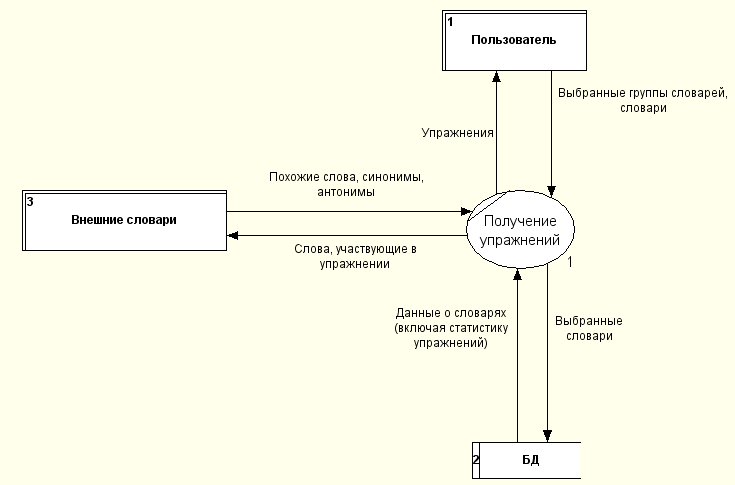 1
Пользователь
Выбранные группы словарей,
словари
Упражнения
Похожие слова, синонимы,
антонимы
3
Внешние словари
Получение
упражнений
1
Слова, участвующие в
упражнении
Данные о словарях
(включая статистику
упражнений)
Выбранные
словари
2
БД